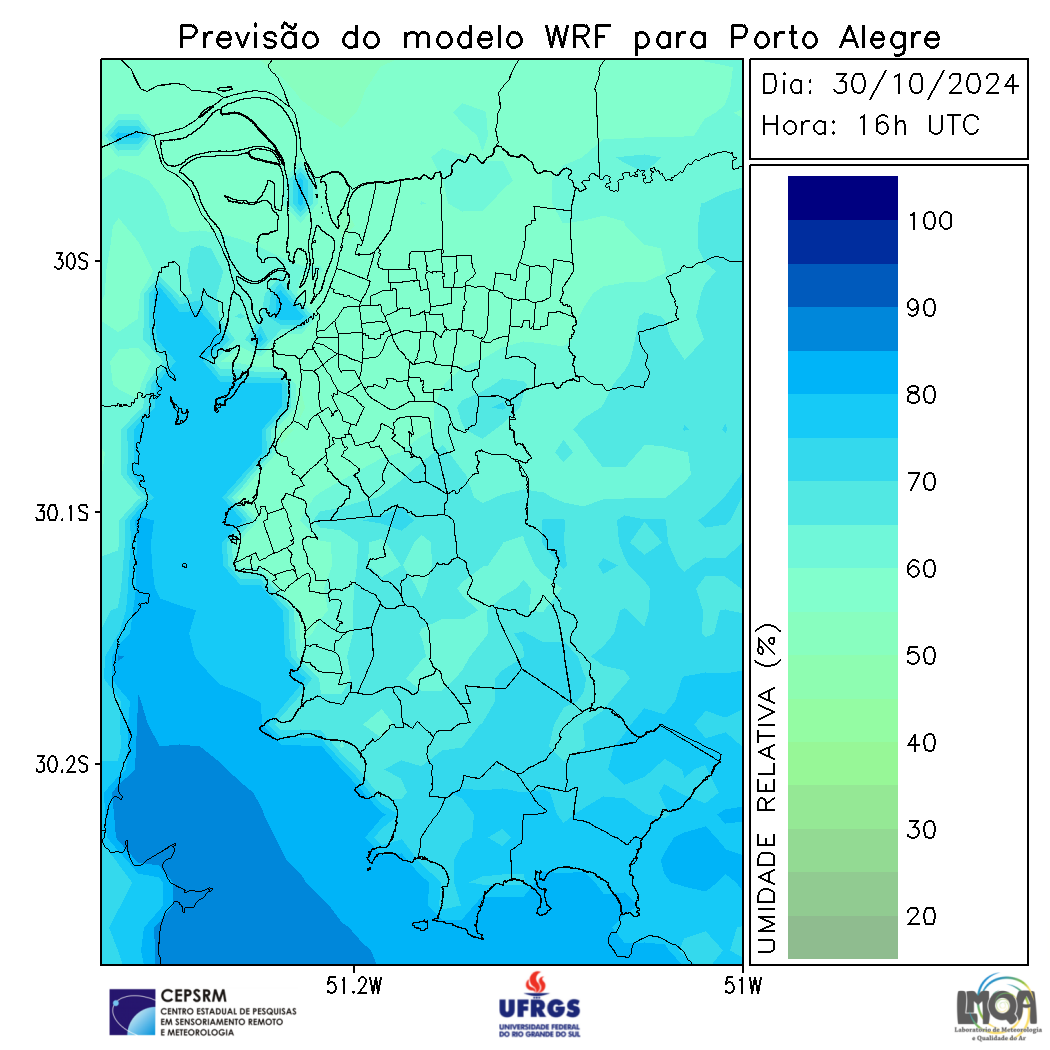 Previsão do modelo WRF para Porto Alegre
Dia: 30/10/2024
Hora: 16h UTC
30S
30.1S
30.2S
51.2W
51W
100
90
80
70
60
50
40
30
20
UMIDADE RELATIVA (%)
CEPSRM
CENTRO ESTADUAL DE PESQUISAS
EM SENSORIAMENTO REMOTO
E METEOROLOGIA
UFRGS
UNIVERSIDADE FEDERAL
DO RIO GRANDE DO SUL
LMQA
Laboratório de Meteorologia
e Qualidade do Ar